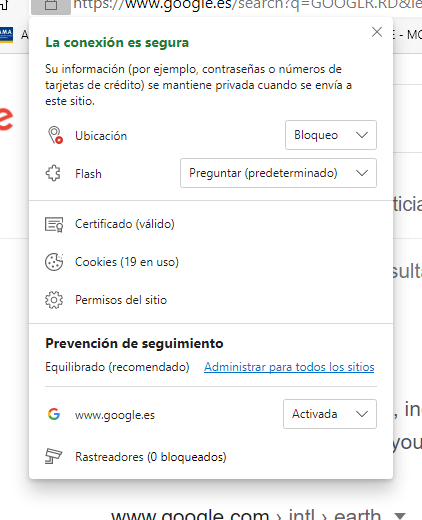 https://www.google.es/search?q=GOOGLR.RD&le
AMA
A
E - MO
La conexión es segura
Su información (por ejemplo, contraseñas o números de
tarjetas de crédito) se mantiene privada cuando se envía a
este sitio.
e
Ubicación
Bloqueo
Flash
Preguntar (predeterminado)
ticia
Certificado (válido)
Cookies (19 en uso)
sulta
Permisos del sitio
Prevención de seguimiento
Equilibrado (recomendado) Administrar para todos los sitios
www.google.es
Activada
, inc
you
Rastreadores (0 bloqueados)
www.google.com › intl › earth